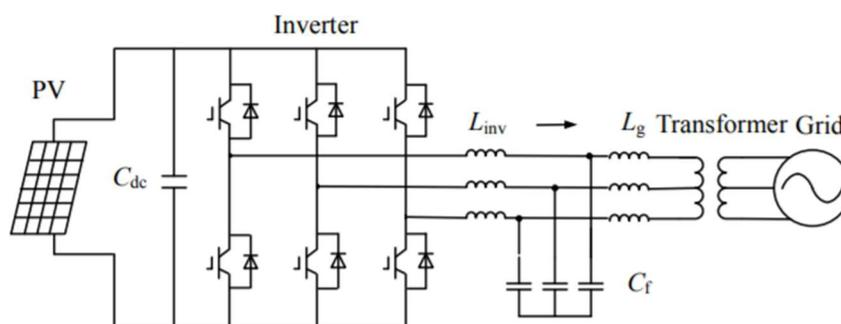 Inverter
PV
L_inv
L_g Transformer Grid
C_dc
C_f